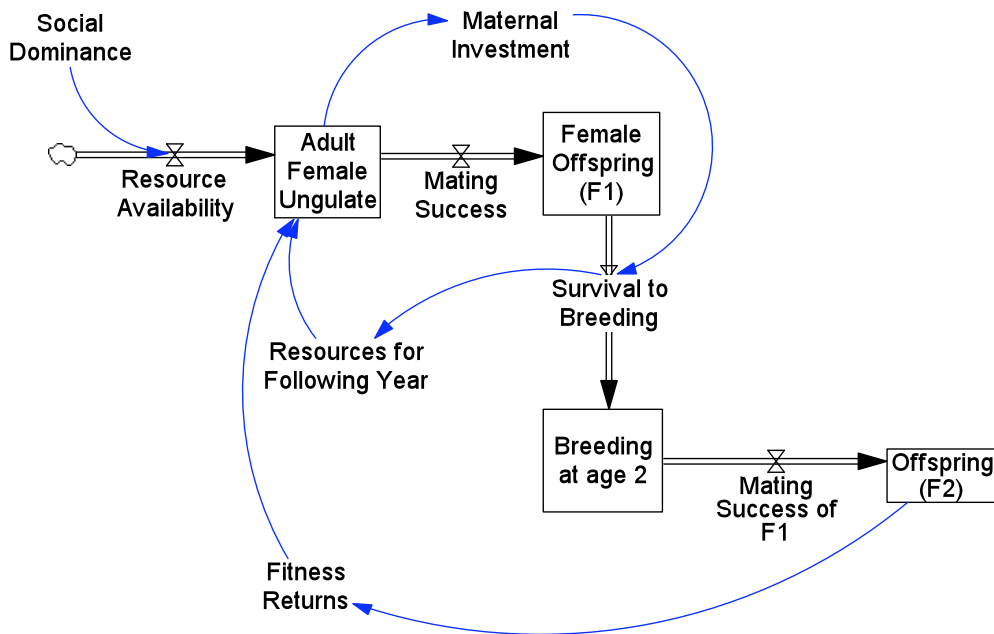 Social
Dominance
Maternal
Investment
Resource
Availability
Adult
Female
Ungulate
Mating
Success
Female
Offspring
(F1)
Survival to
Breeding
Resources for
Following Year
Breeding
at age 2
Mating
Success of
F1
Offspring
(F2)
Fitness
Returns